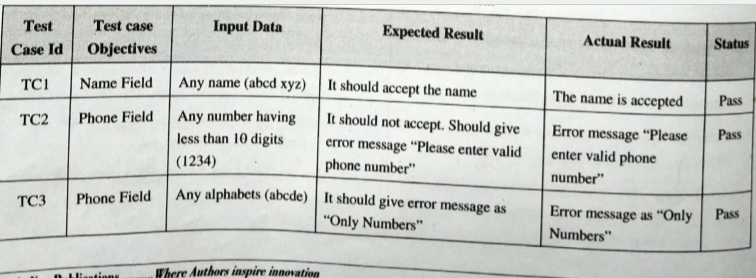 Test Case Id | Test case Objectives | Input Data | Expected Result | Actual Result | Status
TC1 | Name Field | Any name (abcd xyz) | It should accept the name | The name is accepted | Pass
TC2 | Phone Field | Any number having less than 10 digits (1234) | It should not accept. Should give error message "Please enter valid phone number" | Error message "Please enter valid phone number" | Pass
TC3 | Phone Field | Any alphabets (abcde) | It should give error message as "Only Numbers" | Error message as "Only Numbers" | Pass
Where Authors inspire innovation